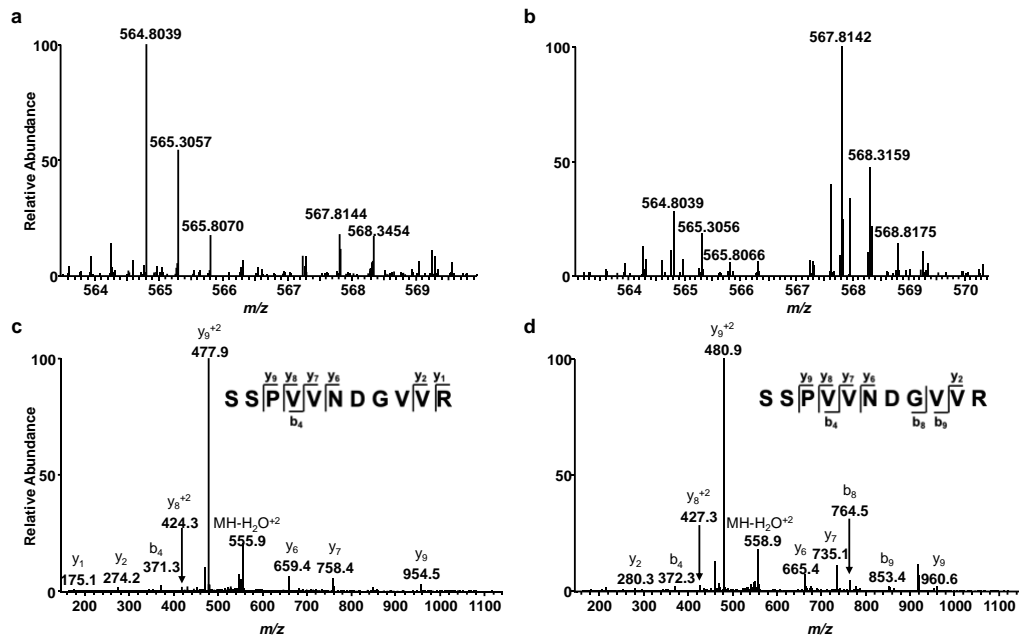 a
564.8039
565.3057
565.8070
567.8144
568.3454
100
50
0
Relative Abundance
564 565 566 567 568 569
m/z
b
567.8142
568.3159
564.8039
565.3056
565.8066
568.8175
100
50
0
564 565 566 567 568 569 570
m/z
c
y9+2
477.9
y9 y8 y7 y6 y2 y1
S S P V V N D G V V R
b4
y8+2
424.3
MH-H2O+2
555.9
y1
175.1
y2
274.2
b4
371.3
y6
659.4
y7
758.4
y9
954.5
100
50
0
Relative Abundance
200 300 400 500 600 700 800 900 1000 1100
m/z
d
y9+2
480.9
y9 y8 y7 y6 y2
S S P V V N D G V V R
b4 b8 b9
y8+2
427.3
MH-H2O+2
558.9
b8
764.5
y2
280.3
b4
372.3
y6
665.4
y7
735.1
b9
853.4
y9
960.6
100
50
0
200 300 400 500 600 700 800 900 1000 1100
m/z